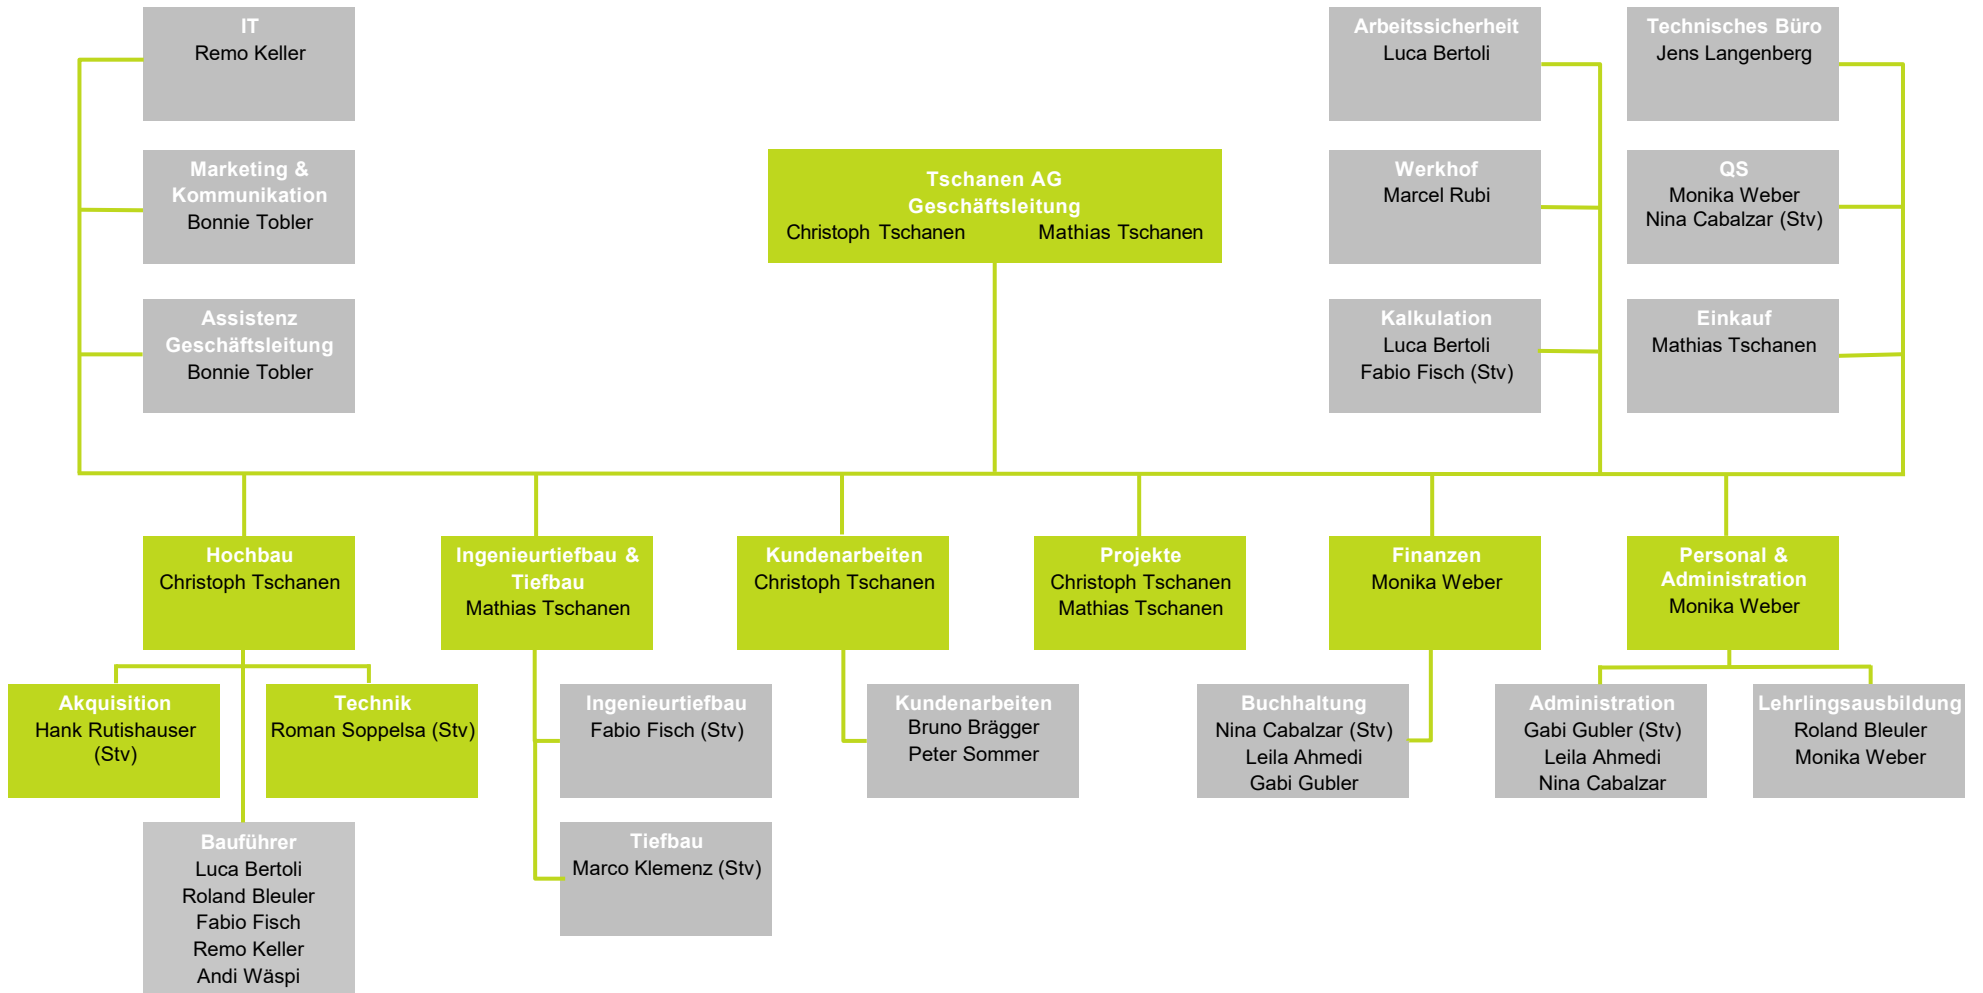 IT
Remo Keller
Marketing &
Kommunikation
Bonnie Tobler
Assistenz
Geschäftsleitung
Bonnie Tobler
Tschanen AG
Geschäftsleitung
Christoph Tschanen Mathias Tschanen
Arbeitssicherheit
Luca Bertoli
Werkhof
Marcel Rubi
Kalkulation
Luca Bertoli
Fabio Fisch (Stv)
Technisches Büro
Jens Langenberg
QS
Monika Weber
Nina Cabalzar (Stv)
Einkauf
Mathias Tschanen
Hochbau
Christoph Tschanen
Ingenieurtiefbau &
Tiefbau
Mathias Tschanen
Kundenarbeiten
Christoph Tschanen
Projekte
Christoph Tschanen
Mathias Tschanen
Finanzen
Monika Weber
Personal &
Administration
Monika Weber
Akquisition
Hank Rutishauser
(Stv)
Technik
Roman Soppelsa (Stv)
Ingenieurtiefbau
Fabio Fisch (Stv)
Kundenarbeiten
Bruno Brägger
Peter Sommer
Buchhaltung
Nina Cabalzar (Stv)
Leila Ahmedi
Gabi Gubler
Administration
Gabi Gubler (Stv)
Leila Ahmedi
Nina Cabalzar
Lehrlingsausbildung
Roland Bleuler
Monika Weber
Bauführer
Luca Bertoli
Roland Bleuler
Fabio Fisch
Remo Keller
Andi Wäspi
Tiefbau
Marco Klemenz (Stv)